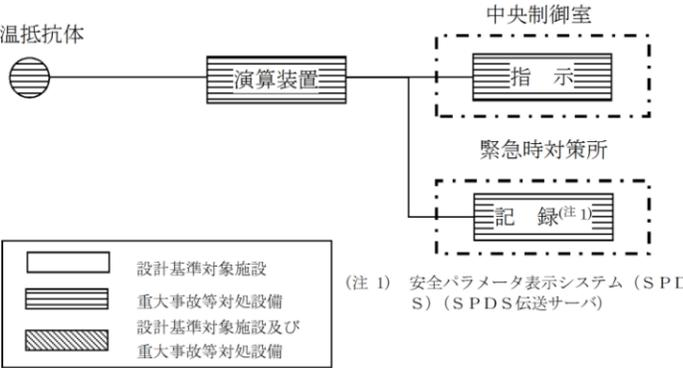 中央制御室
温抵抗体
演算装置
指 示
緊急時対策所
記 録(注 1)
設計基準対象施設
重大事故等対処設備
設計基準対象施設及び
重大事故等対処設備
(注 1) 安全パラメータ表示システム(SPD
S)(SPDS伝送サーバ)